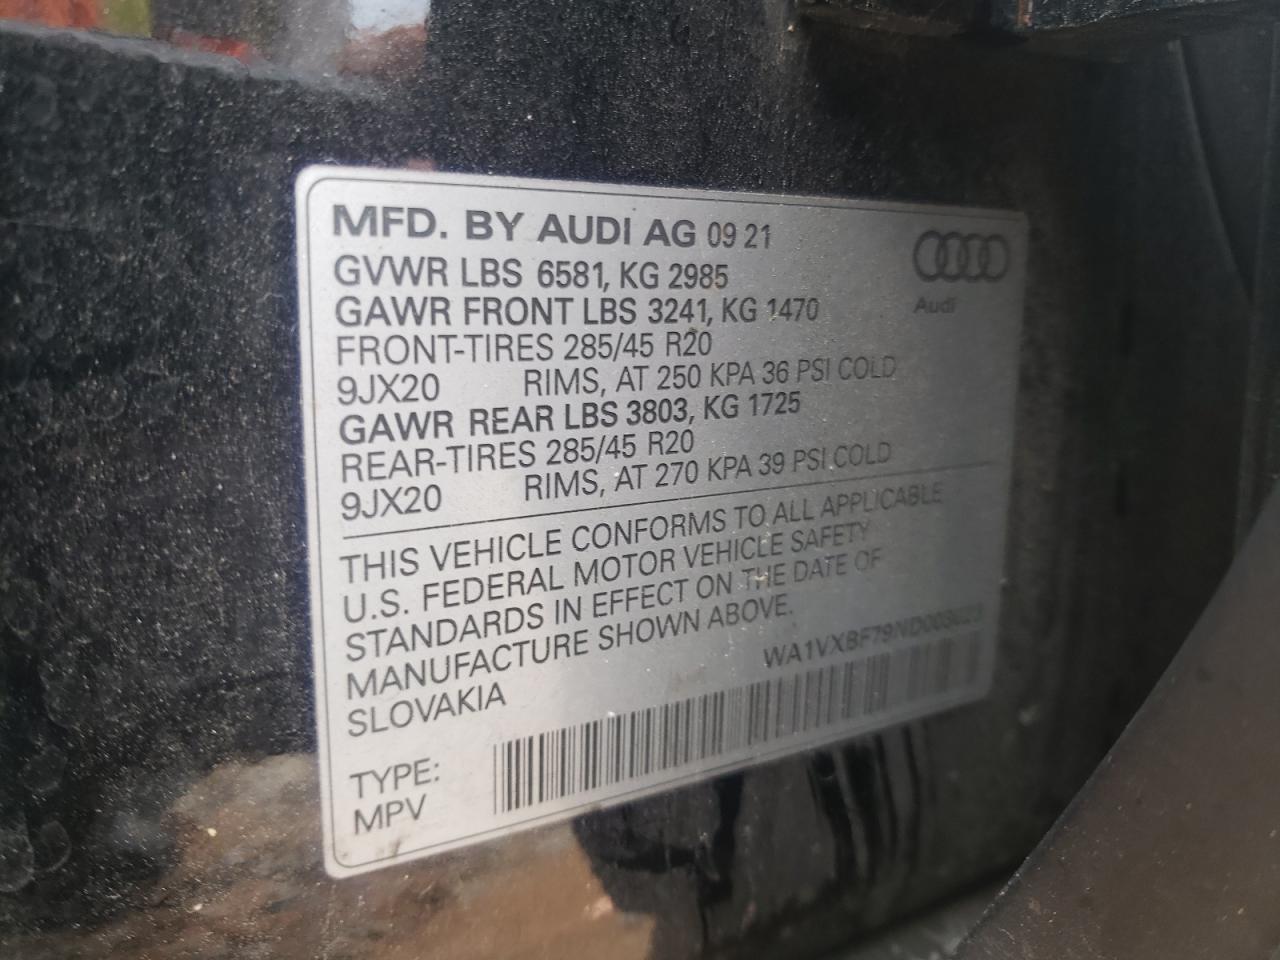 MFD. BY AUDI AG 09 21
GVWR LBS 6581, KG 2985
Audi
GAWR FRONT LBS 3241, KG 1470
FRONT-TIRES 285/45 R20
9JX20 RIMS, AT 250 KPA 36 PSI COLD
GAWR REAR LBS 3803, KG 1725
REAR-TIRES 285/45 R20
9JX20 RIMS, AT 270 KPA 39 PSI COLD
THIS VEHICLE CONFORMS TO ALL APPLICABLE
U.S. FEDERAL MOTOR VEHICLE SAFETY
STANDARDS IN EFFECT ON THE DATE OF
MANUFACTURE SHOWN ABOVE.
SLOVAKIA
TYPE:
MPV